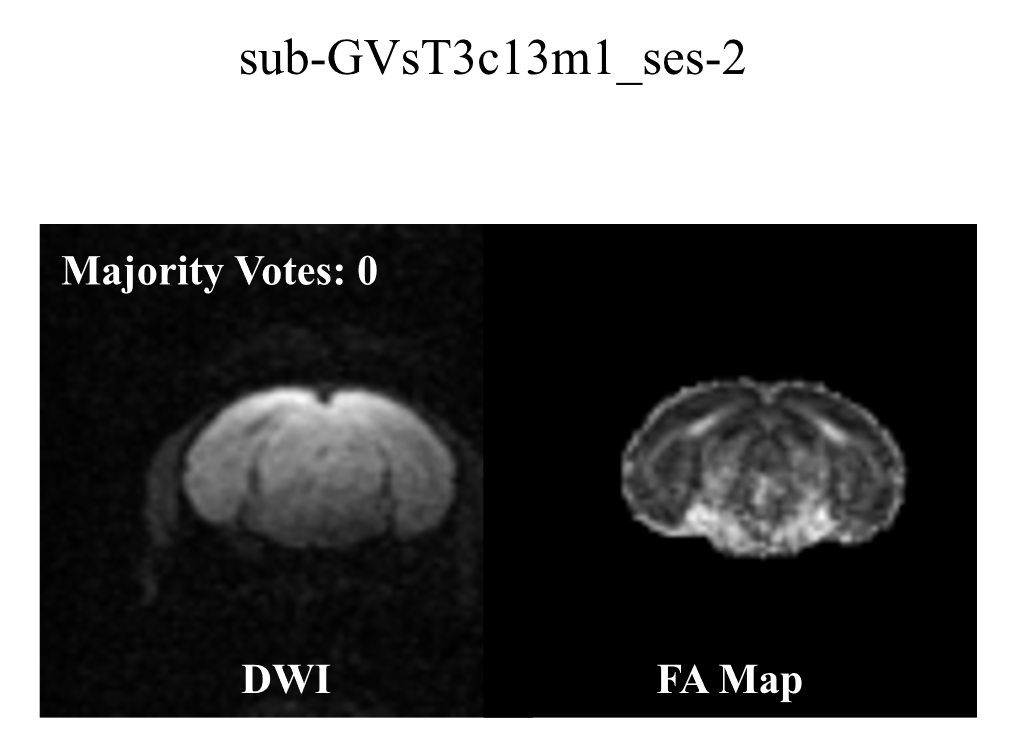 sub-GVsT3c13m1_ses-2
Majority Votes: 0
DWI
FA Map